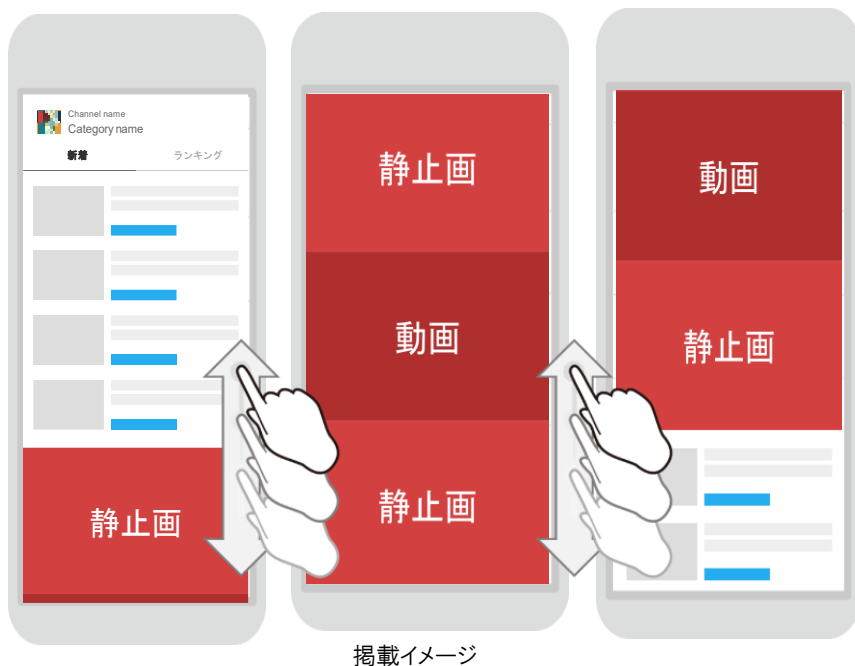 Channel name
Category name
新着
ランキング
静止画
静止画
動画
静止画
動画
静止画
掲載イメージ